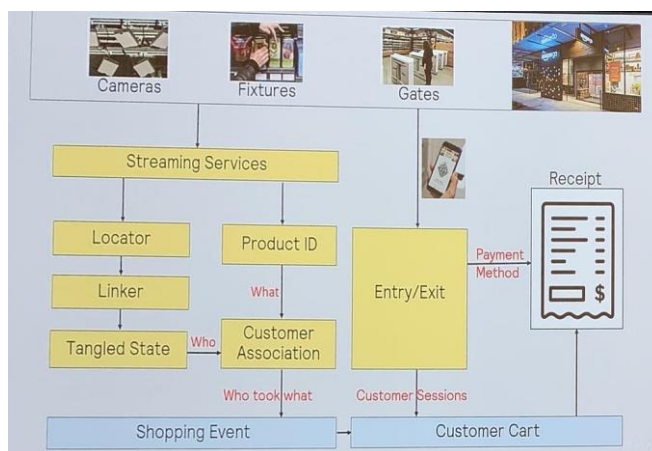 Cameras
Fixtures
Gates
Streaming Services
Receipt
Locator
Product ID
Payment
Method
Entry/Exit
$
Linker
What
Tangled State
Who
Customer
Association
Who took what
Customer Sessions
Shopping Event
Customer Cart